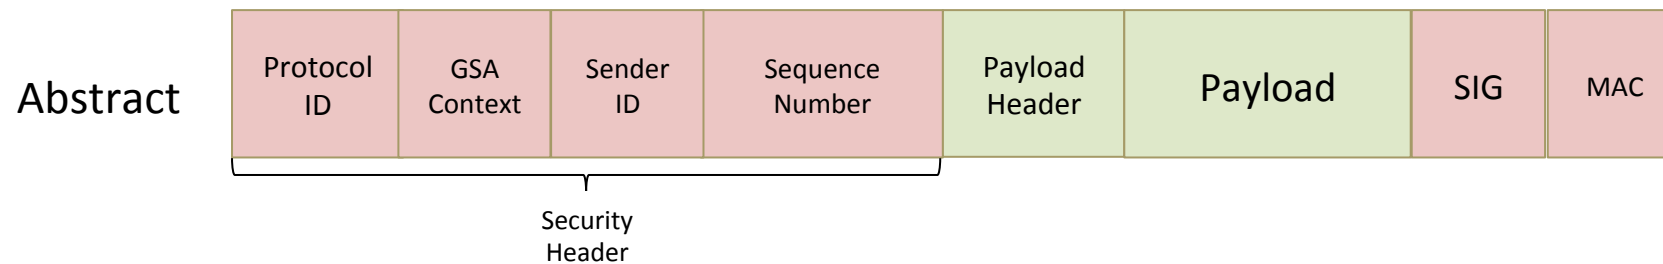 Abstract
Protocol
ID
GSA
Context
Sender
ID
Sequence
Number
Payload
Header
Payload
SIG
MAC
Security
Header